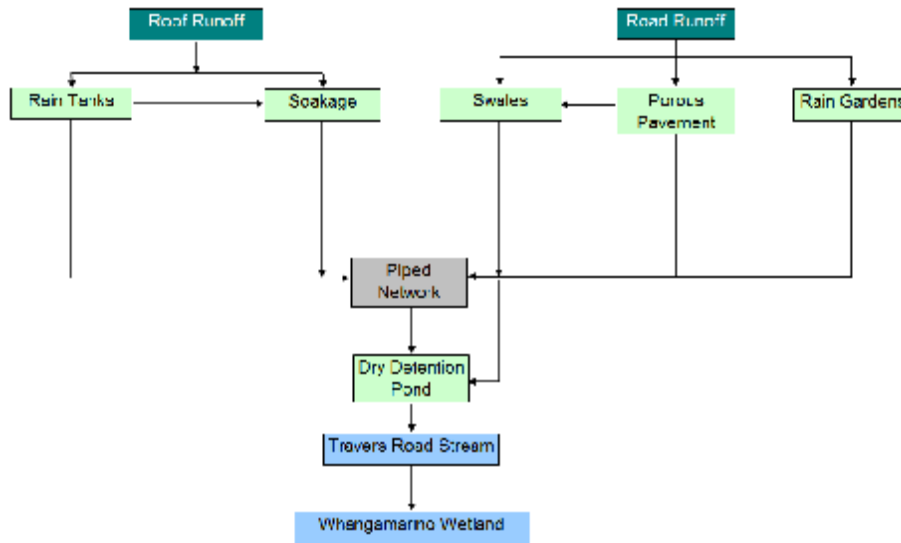 Roof Runoff
Road Runoff
Rain Tanks
Soakage
Swales
Porous
Pavement
Rain Gardens
Piped
Network
Dry Detention
Pond
Travers Road Stream
Whangamarino Wetland